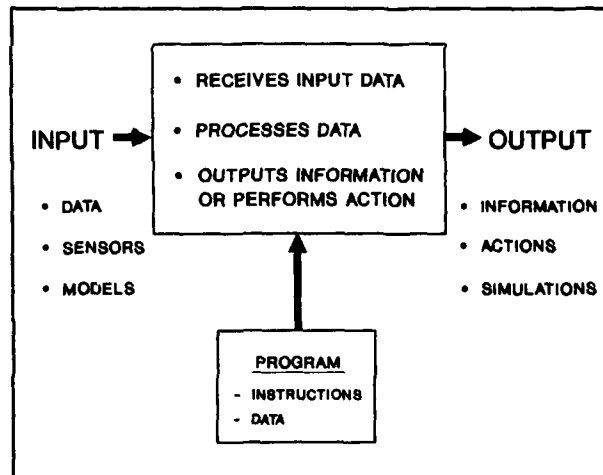 • RECEIVES INPUT DATA
• PROCESSES DATA
• OUTPUTS INFORMATION
OR PERFORMS ACTION
INPUT
• DATA
• SENSORS
• MODELS
OUTPUT
• INFORMATION
• ACTIONS
• SIMULATIONS
PROGRAM
- INSTRUCTIONS
- DATA